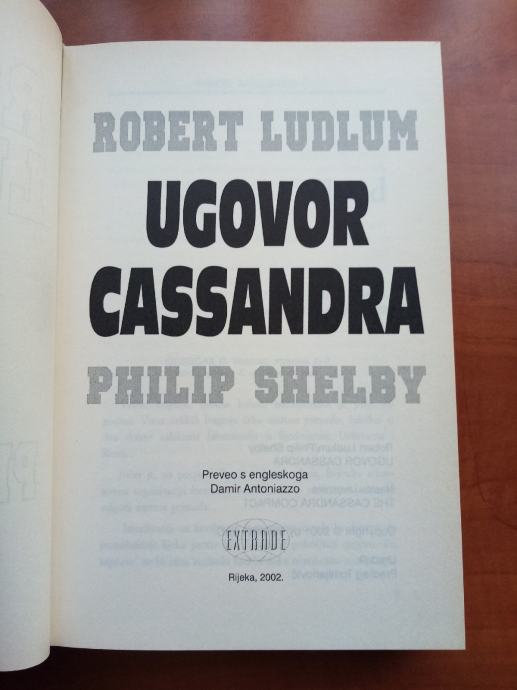 ROBERT LUDLUM
UGOVOR
CASSANDRA
PHILIP SHELBY
Preveo s engleskoga
Damir Antoniazzo
EXTRADE
Rijeka, 2002.